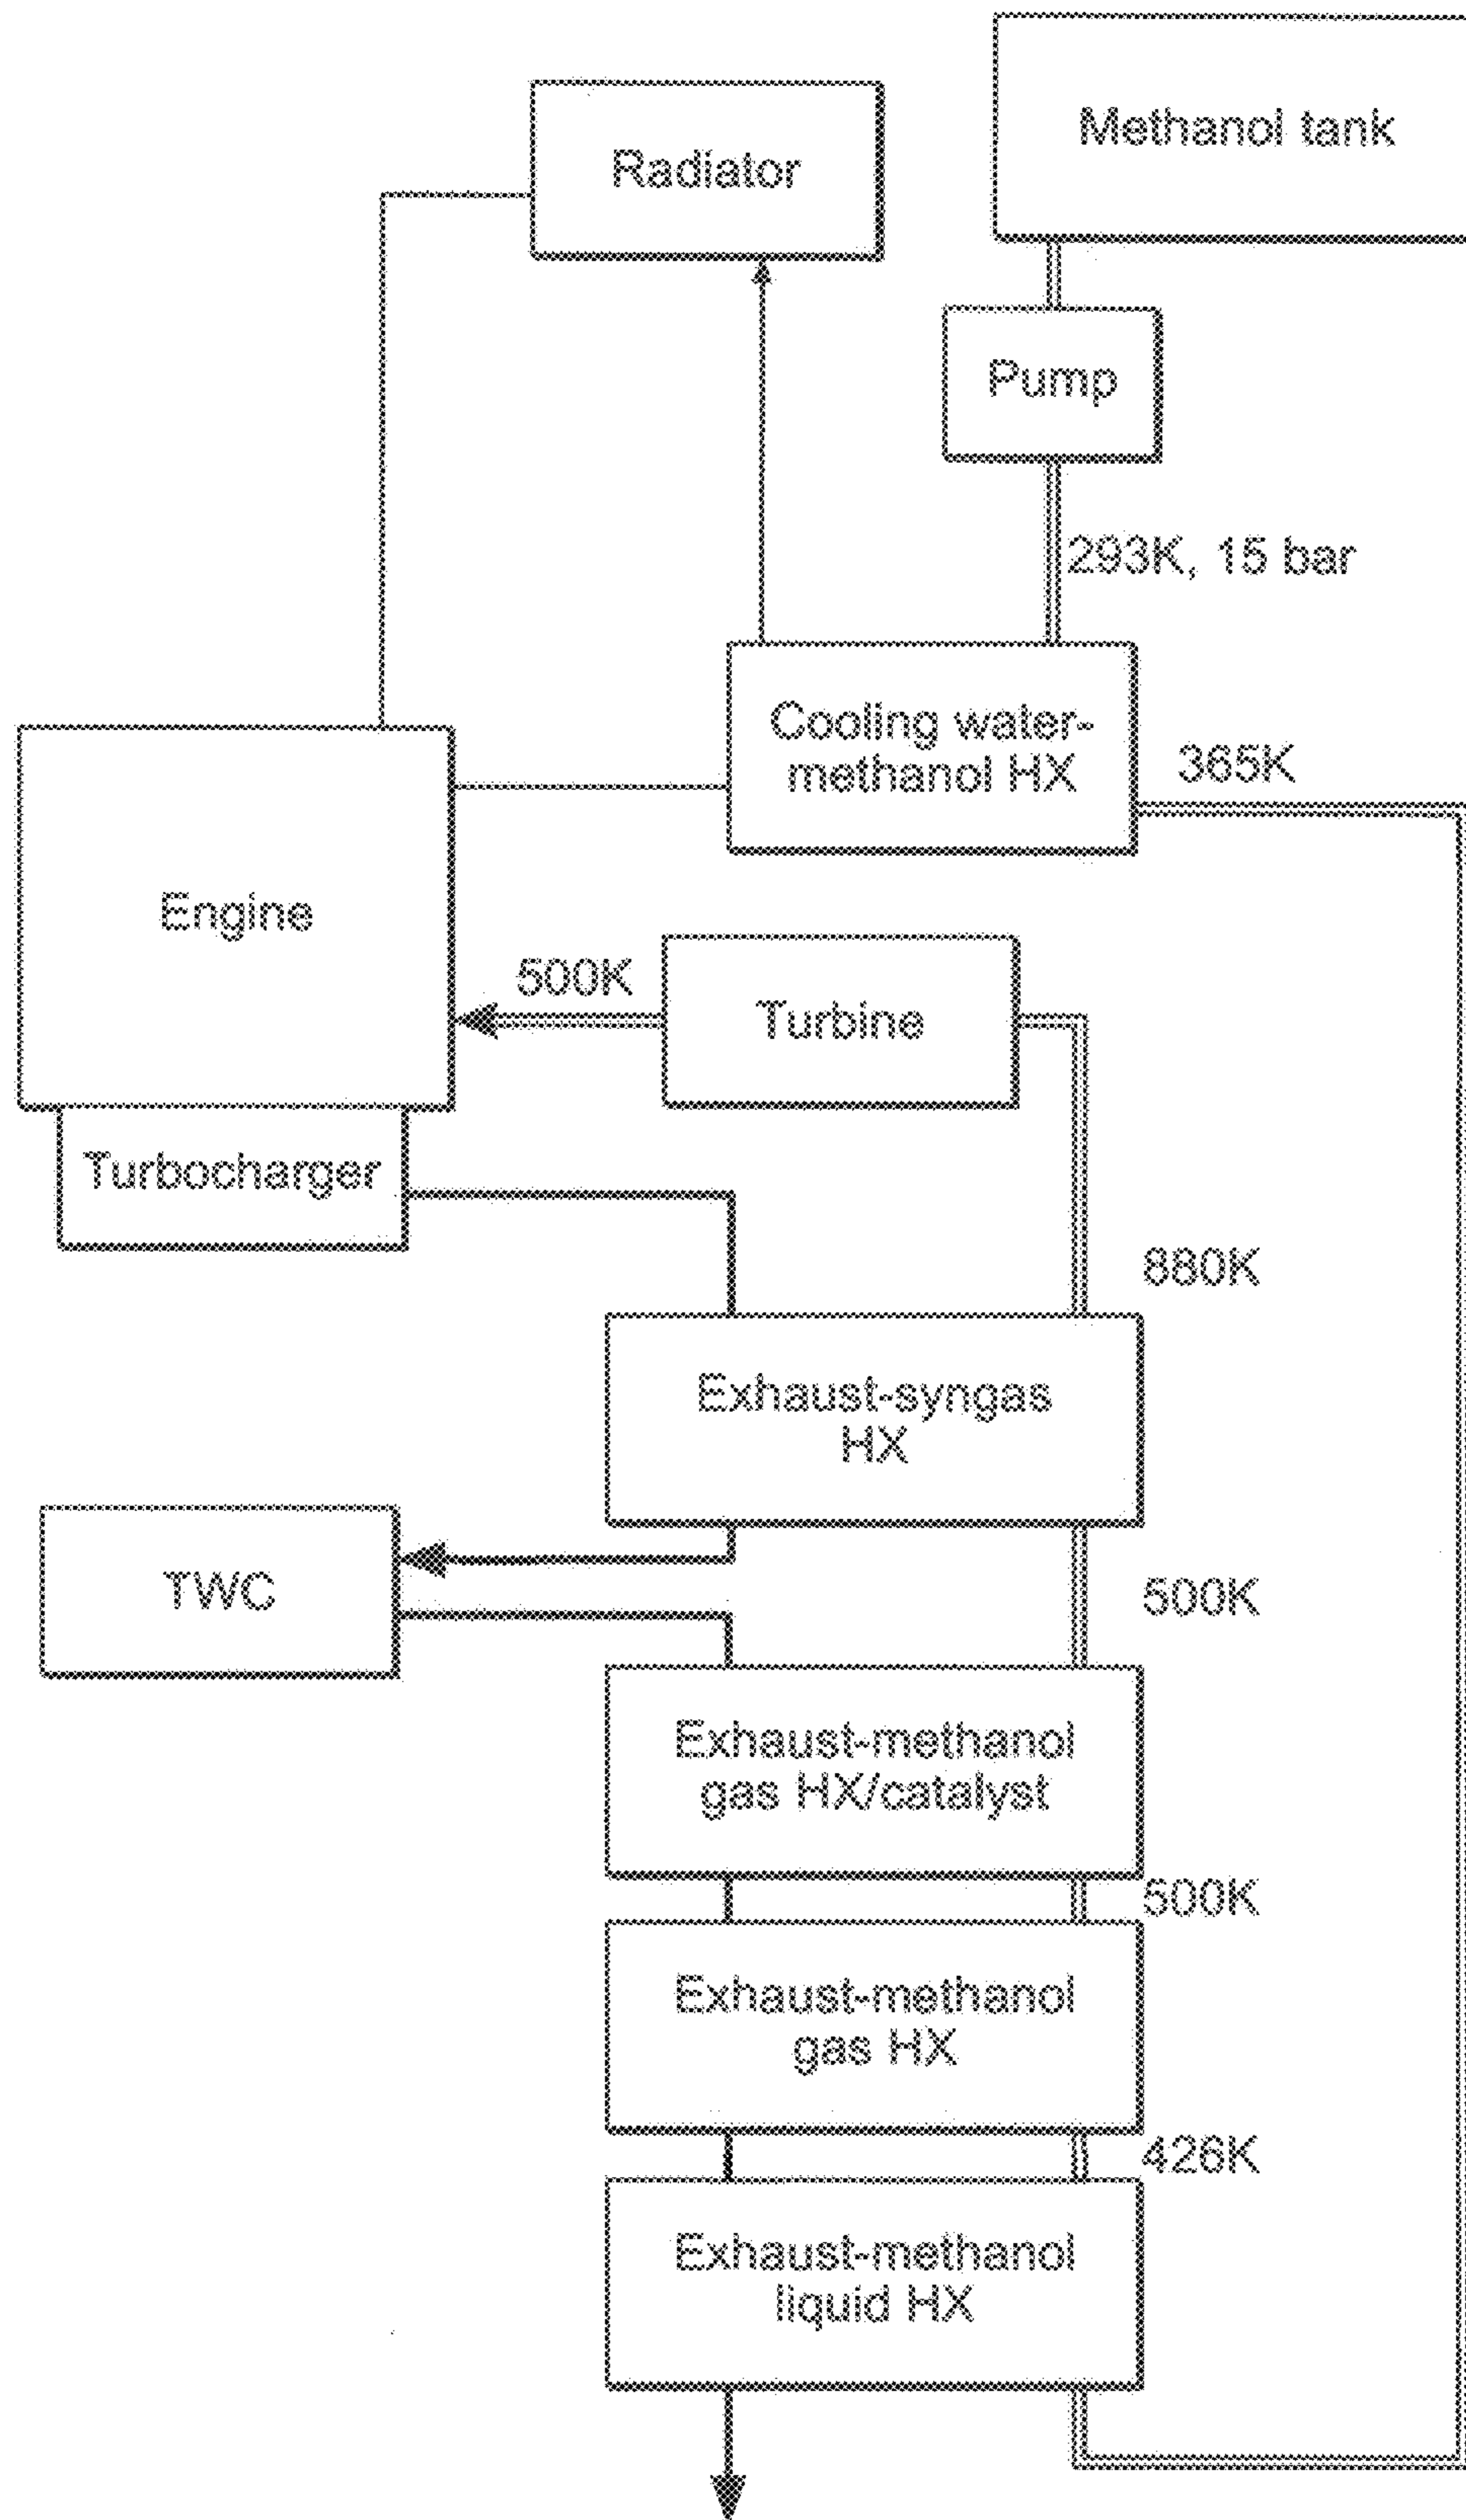 Methanol tank
Radiator
Pump
293K, 15 bar
Cooling water-
methanol HX
365K
Engine
500K
Turbine
Turbocharger
880K
Exhaust-syngas
HX
TWC
500K
Exhaust-methanol
gas HX/catalyst
500K
Exhaust-methanol
gas HX
426K
Exhaust-methanol
liquid HX